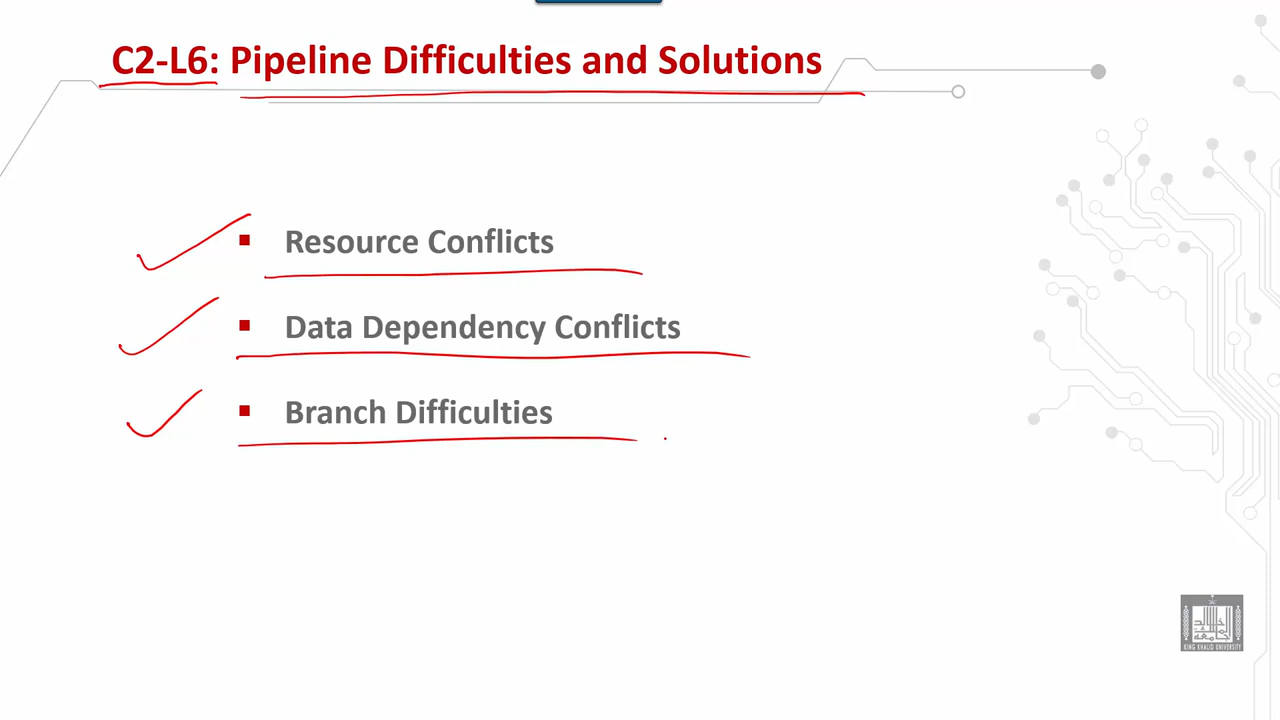 C2-L6: Pipeline Difficulties and Solutions
Resource Conflicts
Data Dependency Conflicts
Branch Difficulties
KING KHALID UNIVERSITY